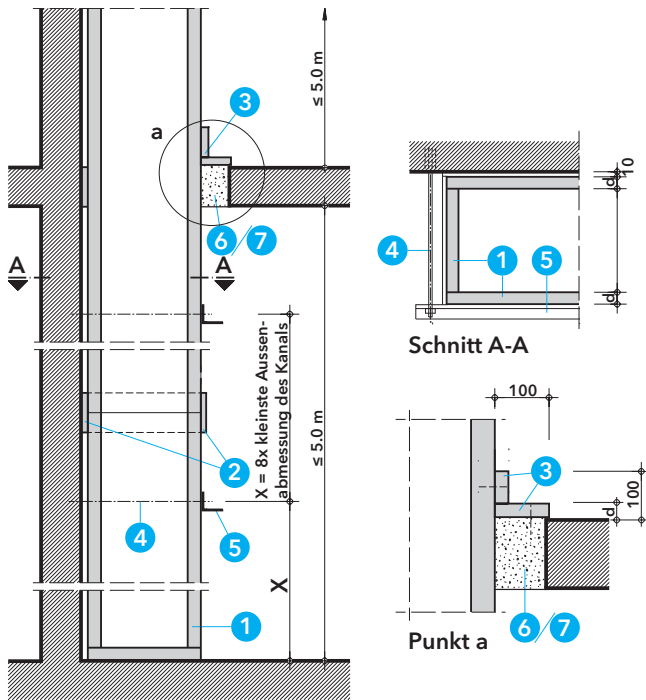 a
3
≤ 5.0 m
6 / 7
A
A
X = 8x kleinste Aussen-
abmessung des Kanals
≤ 5.0 m
2
4
5
X
1
10
d
4
1
5
d
Schnitt A-A
100
3
100
d
6 / 7
Punkt a